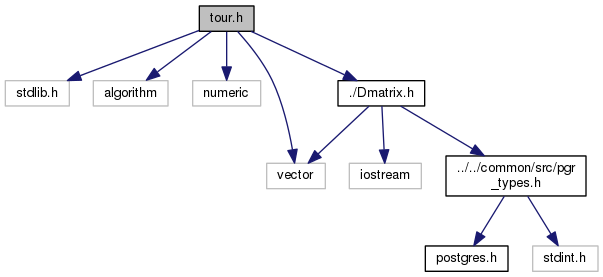 tour.h
stdlib.h
algorithm
numeric
./Dmatrix.h
vector
iostream
../../common/src/pgr
_types.h
postgres.h
stdint.h